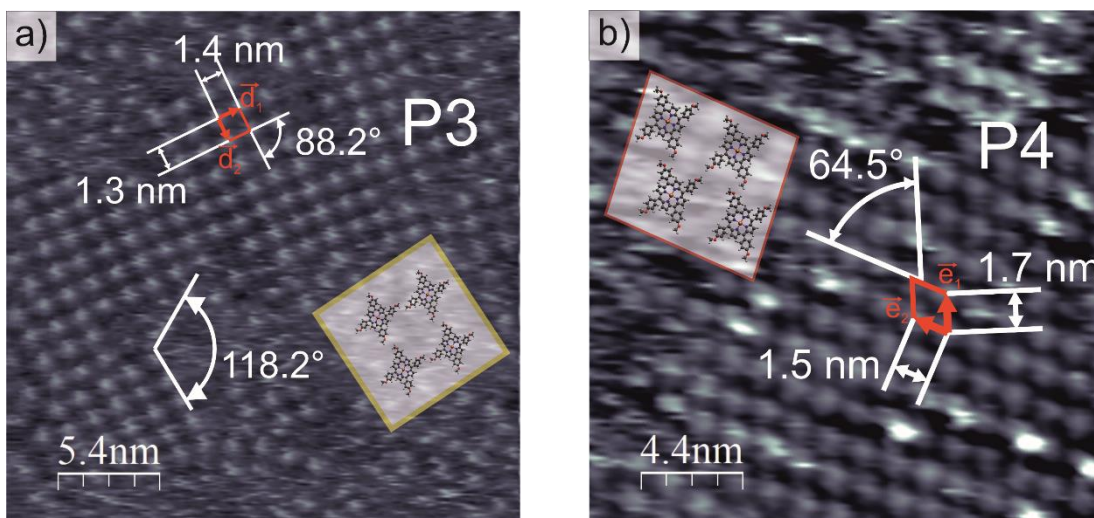 a)
1.4 nm
d₁
P3
d₂
88.2°
1.3 nm
118.2°
5.4nm
b)
P4
64.5°
e₁
1.7 nm
e₂
1.5 nm
4.4nm